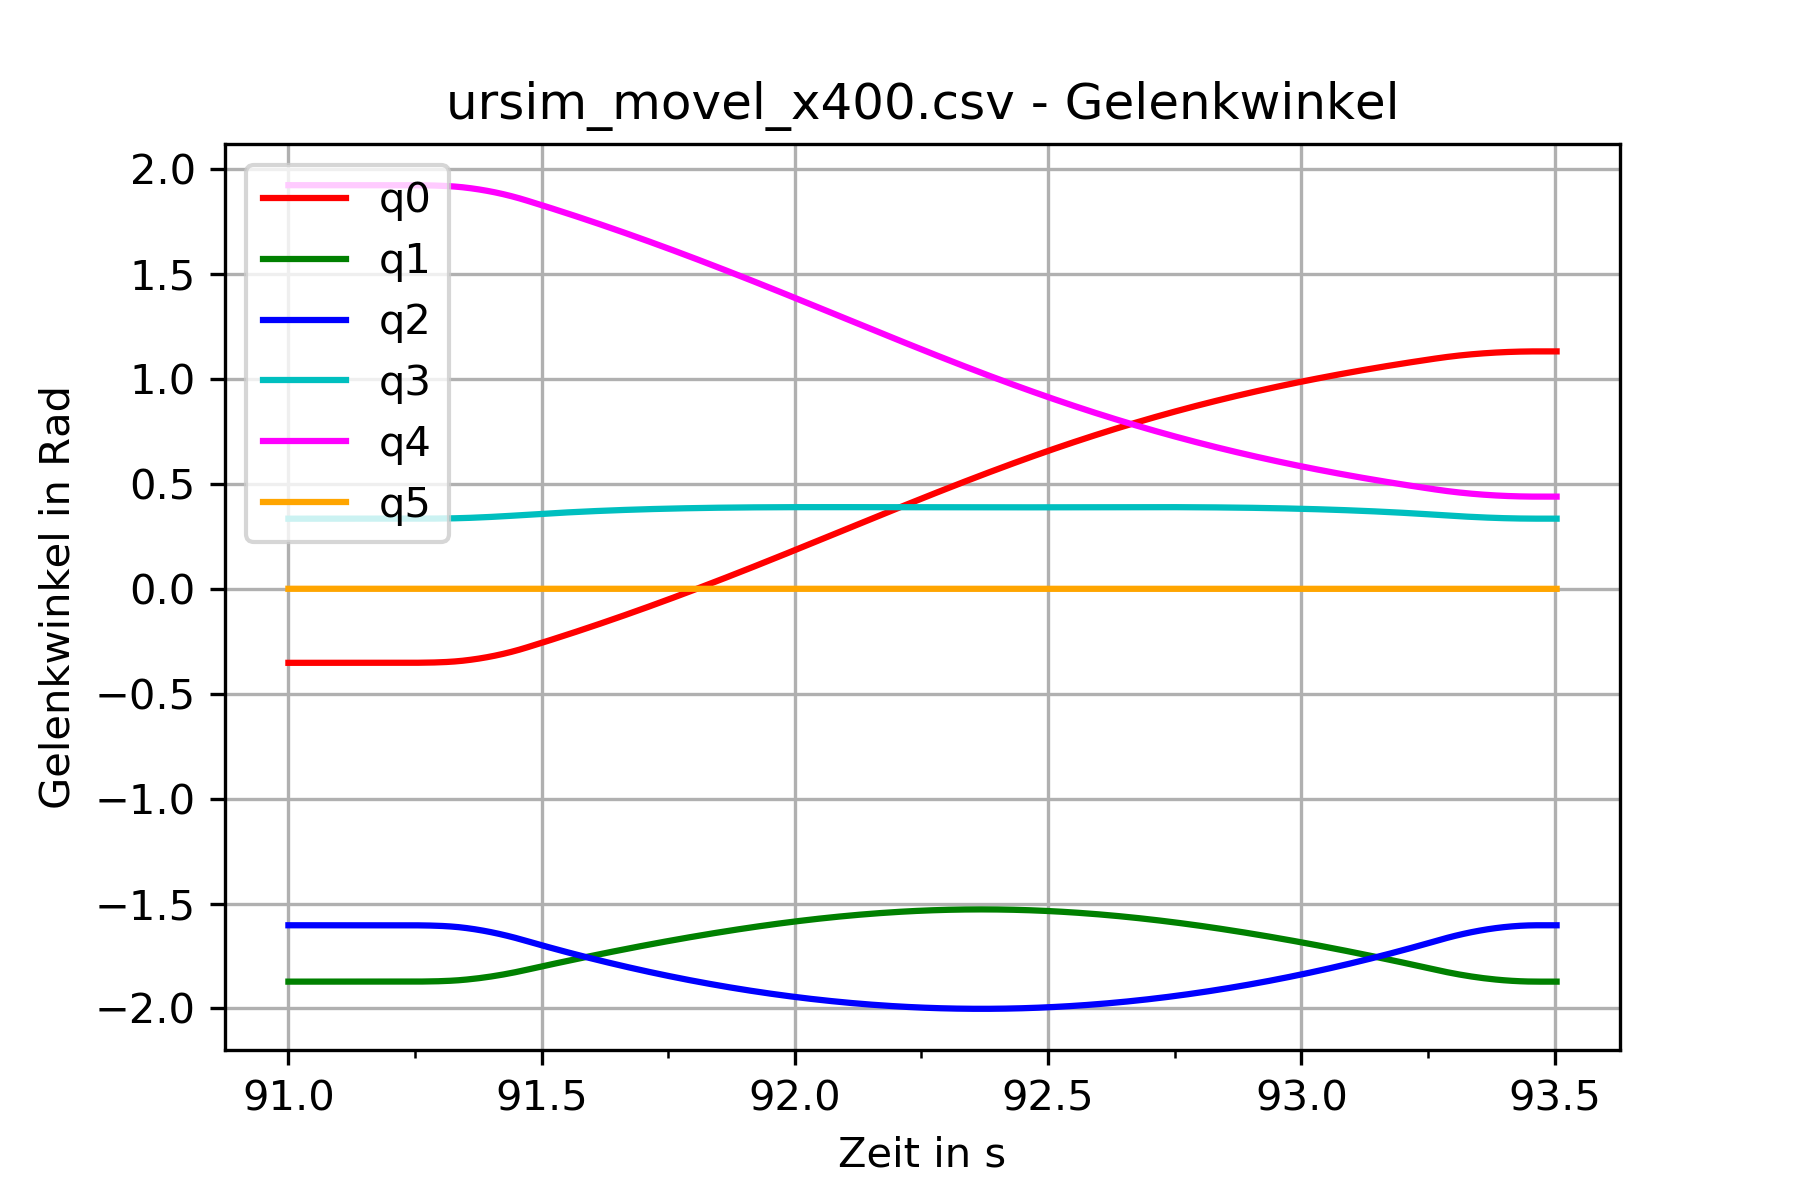 ursim_movel_x400.csv - Gelenkwinkel
Gelenkwinkel in Rad
2.0
1.5
1.0
0.5
0.0
−0.5
−1.0
−1.5
−2.0
q0
q1
q2
q3
q4
q5
91.0 91.5 92.0 92.5 93.0 93.5
Zeit in s